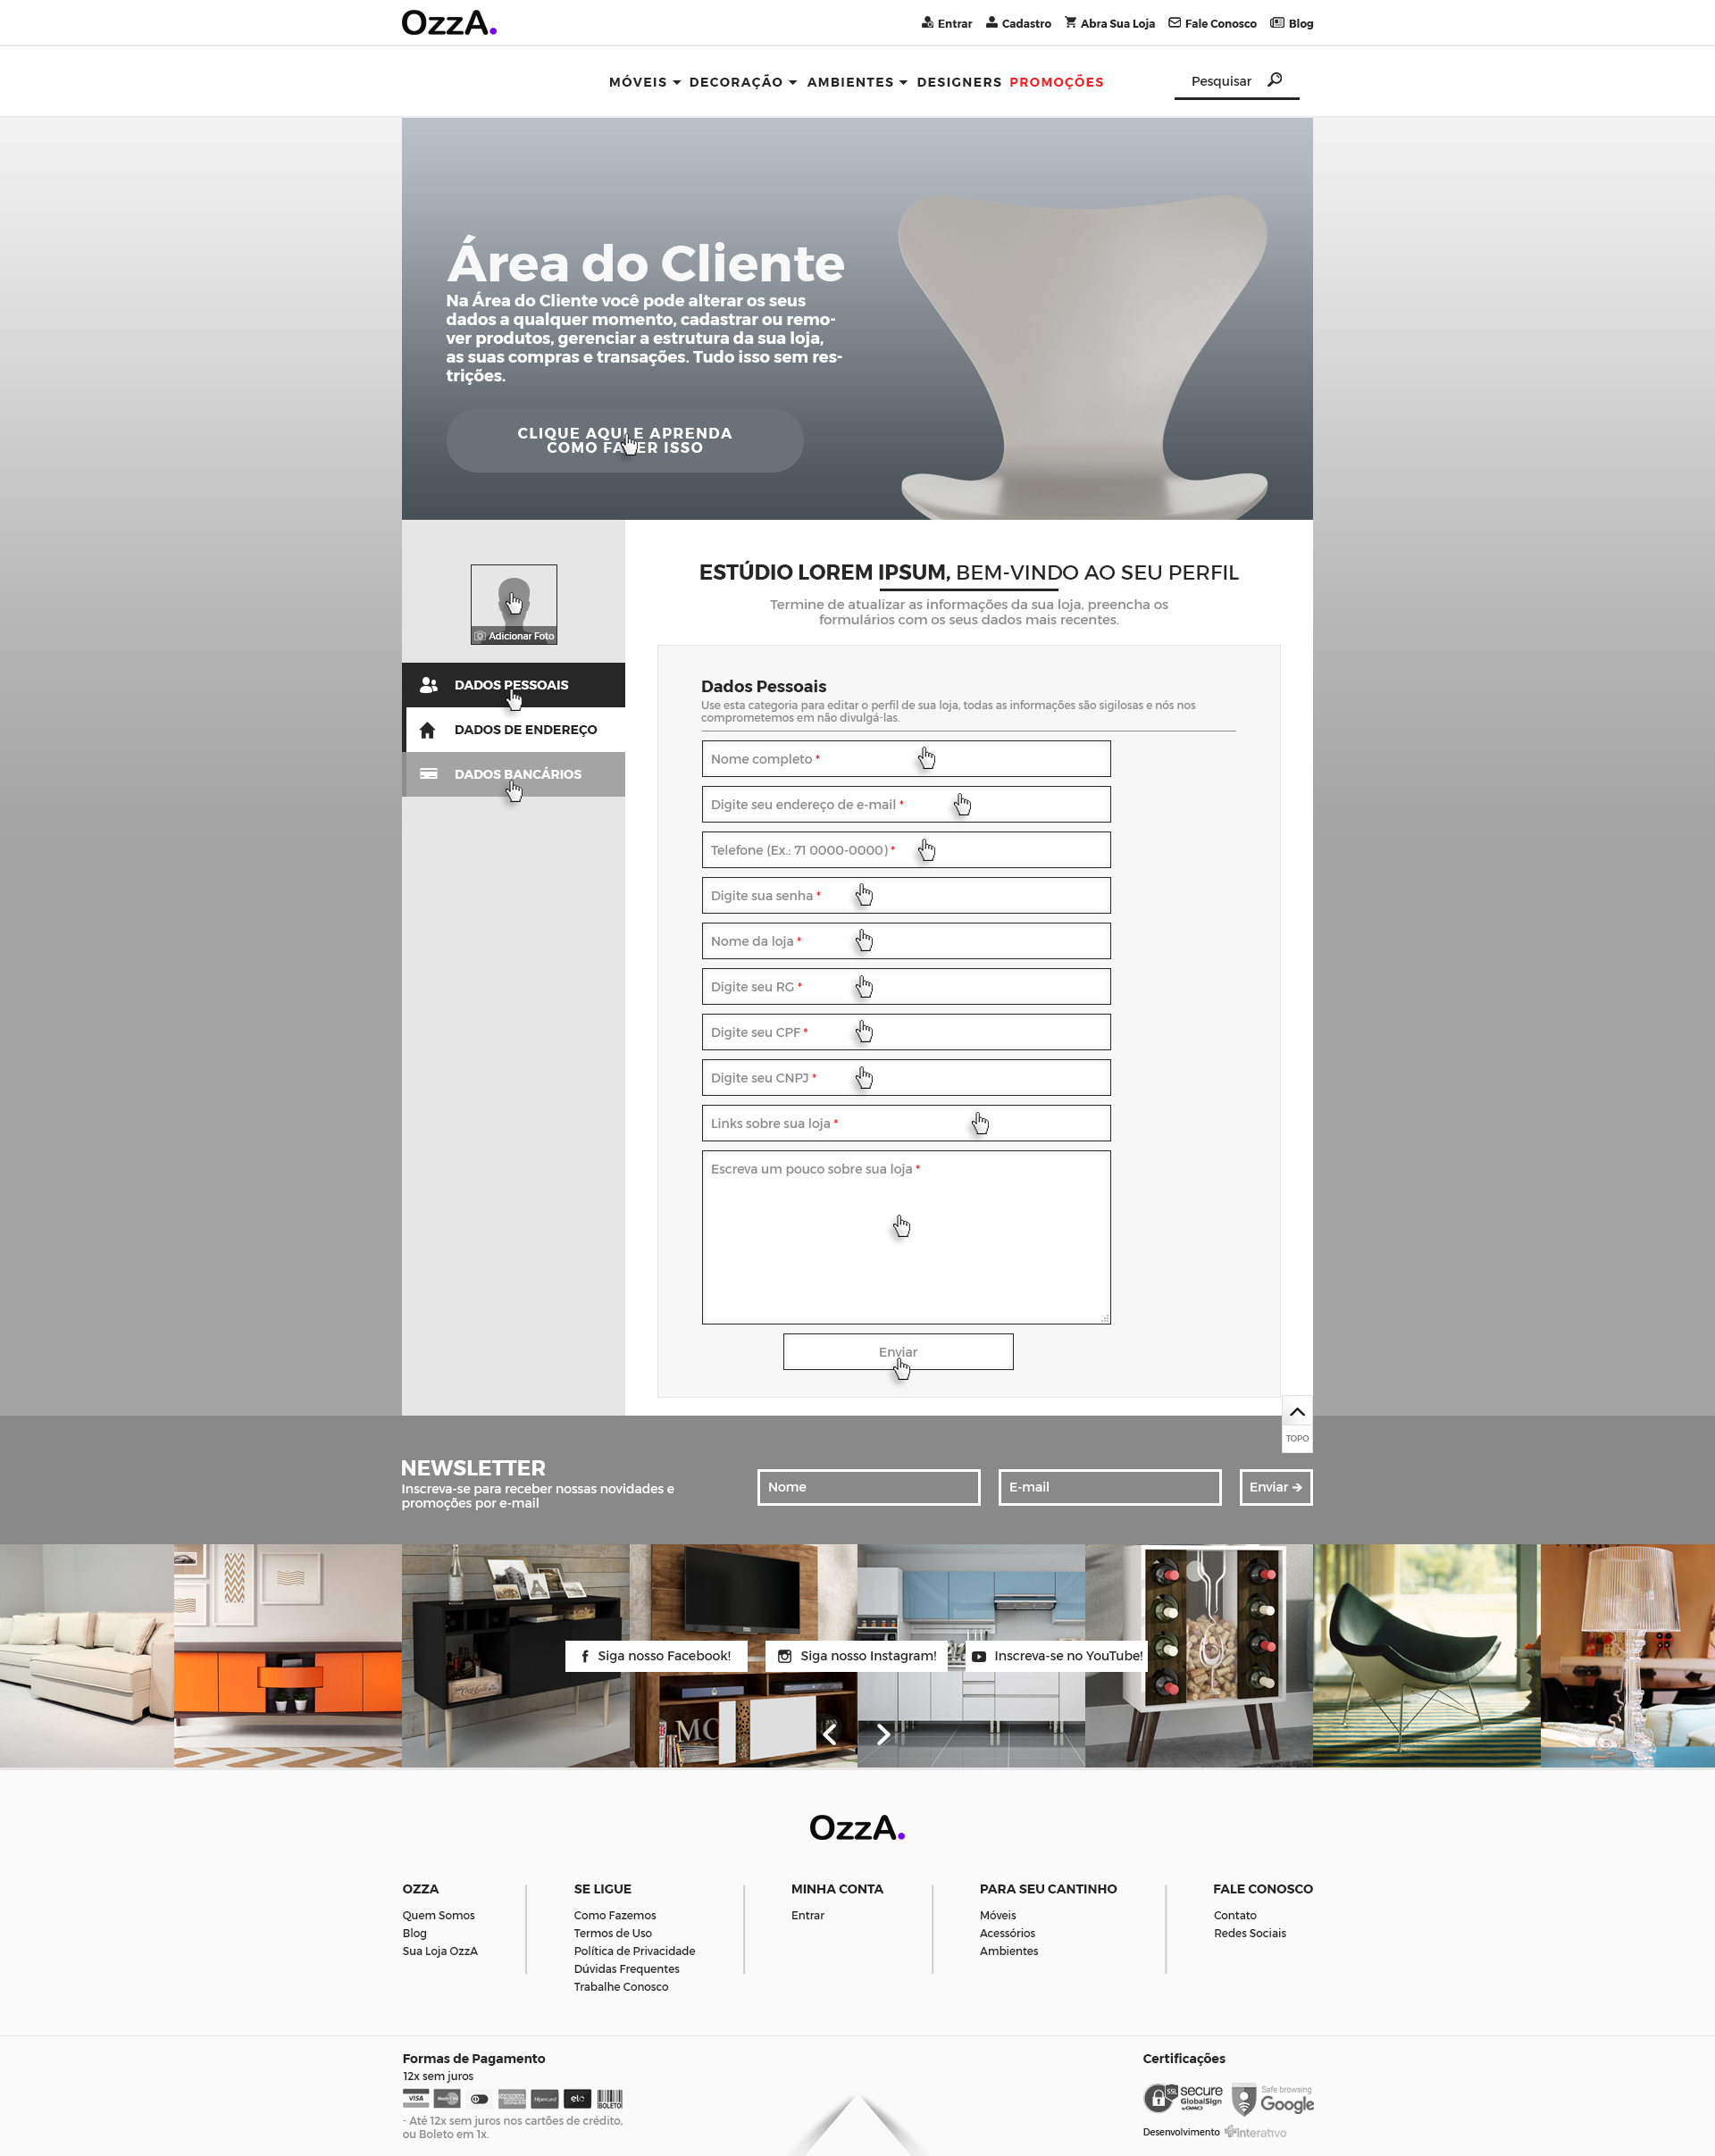 OzzA.
Entrar
Cadastro
Abra Sua Loja
Fale Conosco
Blog
MÓVEIS
DECORAÇÃO
AMBIENTES
DESIGNERS
PROMOÇÕES
Pesquisar
Área do Cliente
Na Área do Cliente você pode alterar os seus
dados a qualquer momento, cadastrar ou remo-
ver produtos, gerenciar a estrutura da sua loja,
as suas compras e transações. Tudo isso sem res-
trições.
CLIQUE AQUI E APRENDA
COMO FAZER ISSO
Adicionar Foto
DADOS PESSOAIS
DADOS DE ENDEREÇO
DADOS BANCÁRIOS
ESTÚDIO LOREM IPSUM, BEM-VINDO AO SEU PERFIL
Termine de atualizar as informações da sua loja, preencha os
formulários com os seus dados mais recentes.
Dados Pessoais
Use esta categoria para editar o perfil de sua loja, todas as informações são sigilosas e nós nos
comprometemos em não divulgá-las.
Nome completo *
Digite seu endereço de e-mail *
Telefone (Ex.: 71 0000-0000) *
Digite sua senha *
Nome da loja *
Digite seu RG *
Digite seu CPF *
Digite seu CNPJ *
Links sobre sua loja *
Escreva um pouco sobre sua loja *
Enviar
TOPO
NEWSLETTER
Inscreva-se para receber nossas novidades e
promoções por e-mail
Nome
E-mail
Enviar
Siga nosso Facebook!
Siga nosso Instagram!
Inscreva-se no YouTube!
OzzA.
OZZA
Quem Somos
Blog
Sua Loja OzzA
SE LIGUE
Como Fazemos
Termos de Uso
Política de Privacidade
Dúvidas Frequentes
Trabalhe Conosco
MINHA CONTA
Entrar
PARA SEU CANTINHO
Móveis
Acessórios
Ambientes
FALE CONOSCO
Contato
Redes Sociais
Formas de Pagamento
12x sem juros
VISA
MasterCard
Hipercard
elo
BOLETO
- Até 12x sem juros nos cartões de crédito,
ou Boleto em 1x.
Certificações
SSL
secure
GlobalSign
by GMO
Safe browsing
Google
Desenvolvimento
interativo